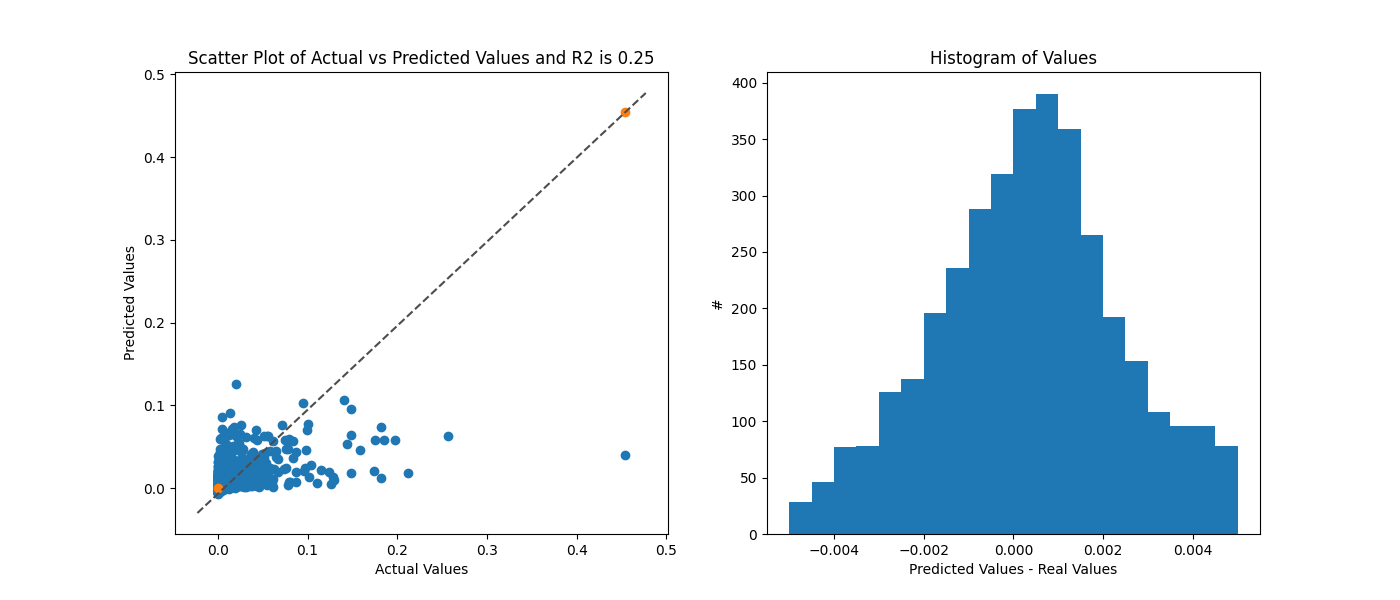 Scatter Plot of Actual vs Predicted Values and R2 is 0.25
0.5
0.4
0.3
0.2
0.1
0.0
Predicted Values
0.0 0.1 0.2 0.3 0.4 0.5
Actual Values
Histogram of Values
400
350
300
250
200
150
100
50
0
#
−0.004 −0.002 0.000 0.002 0.004
Predicted Values - Real Values